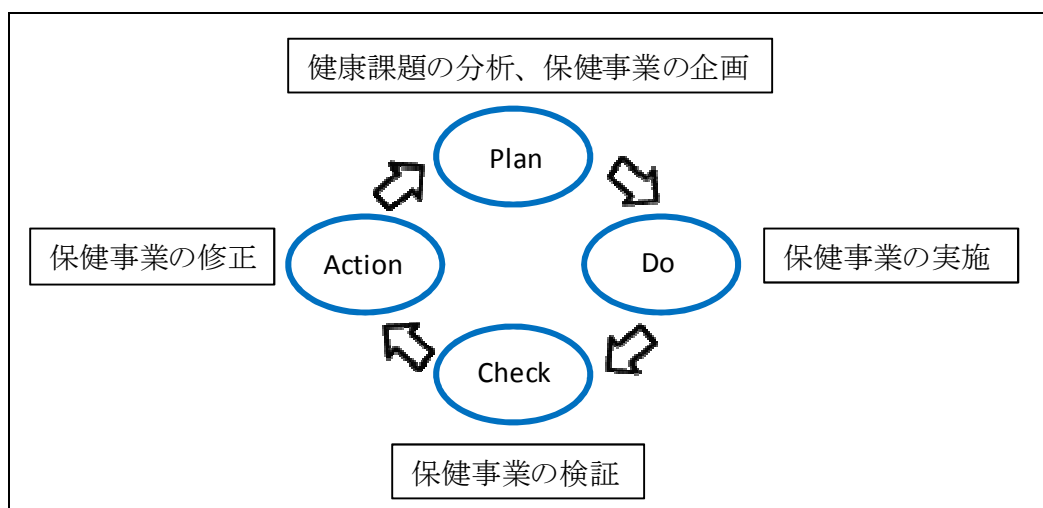 健康課題の分析、保健事業の企画
Plan
保健事業の修正
Action
Do
保健事業の実施
Check
保健事業の検証